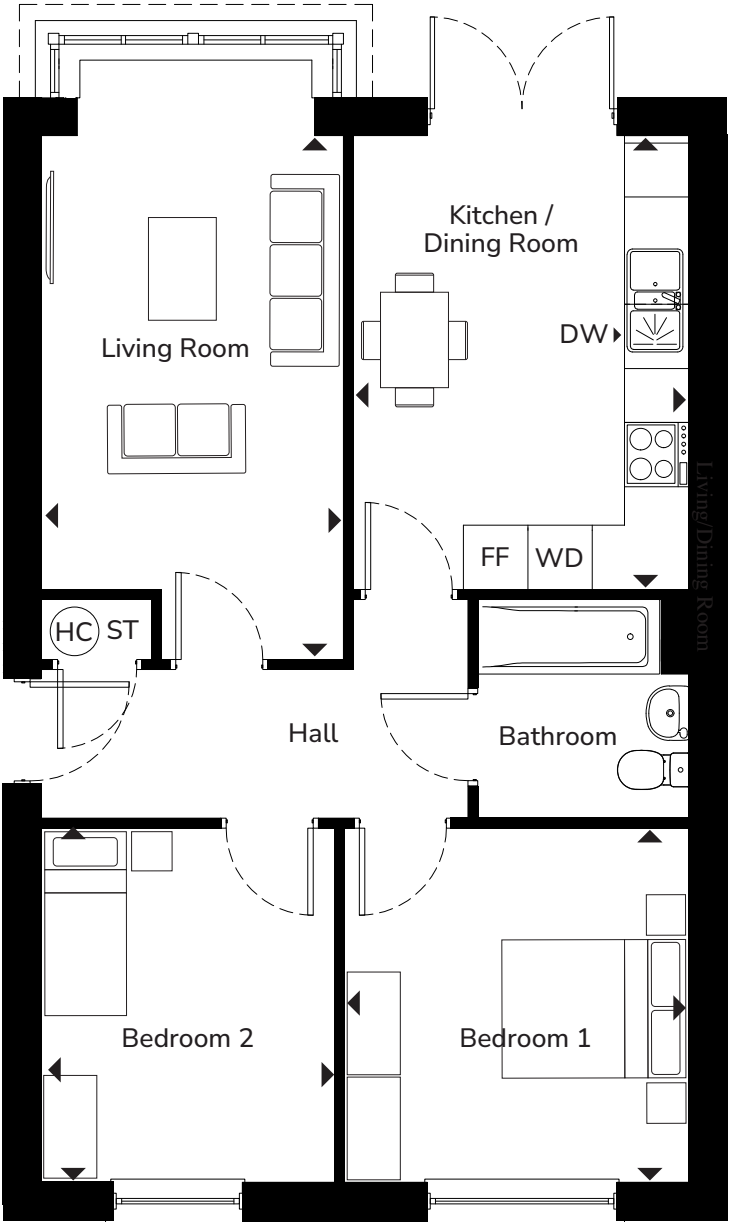 Kitchen /
Dining Room
DW
Living Room
Living/Dining Room
FF
WD
HC
ST
Hall
Bathroom
Bedroom 2
Bedroom 1